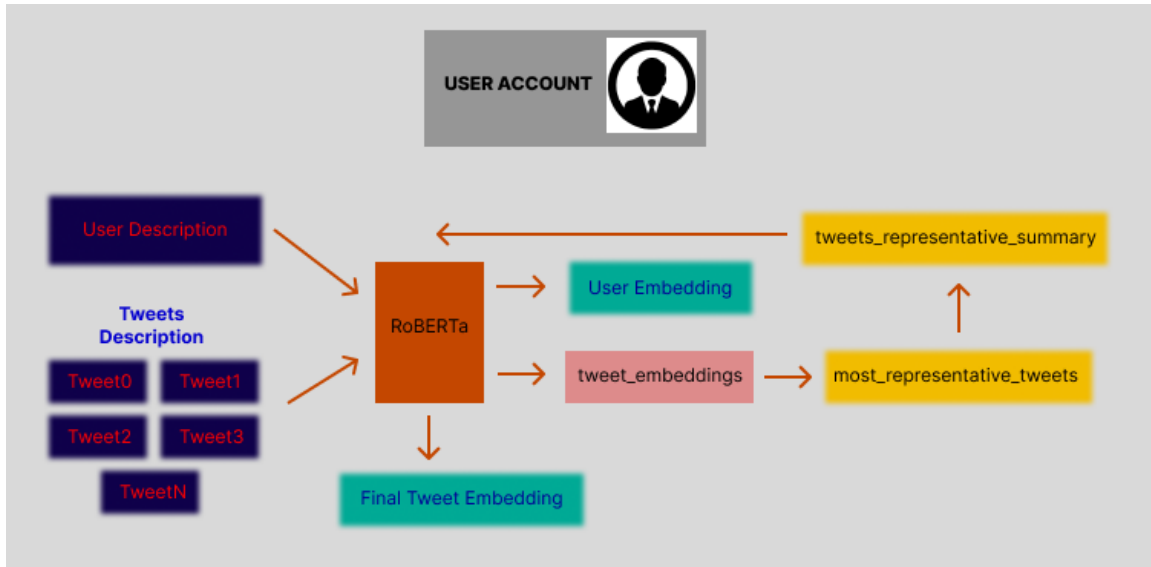 USER ACCOUNT
User Description
tweets_representative_summary
User Embedding
Tweets
Description
RoBERTa
Tweet0
Tweet1
tweet_embeddings
most_representative_tweets
Tweet2
Tweet3
TweetN
Final Tweet Embedding